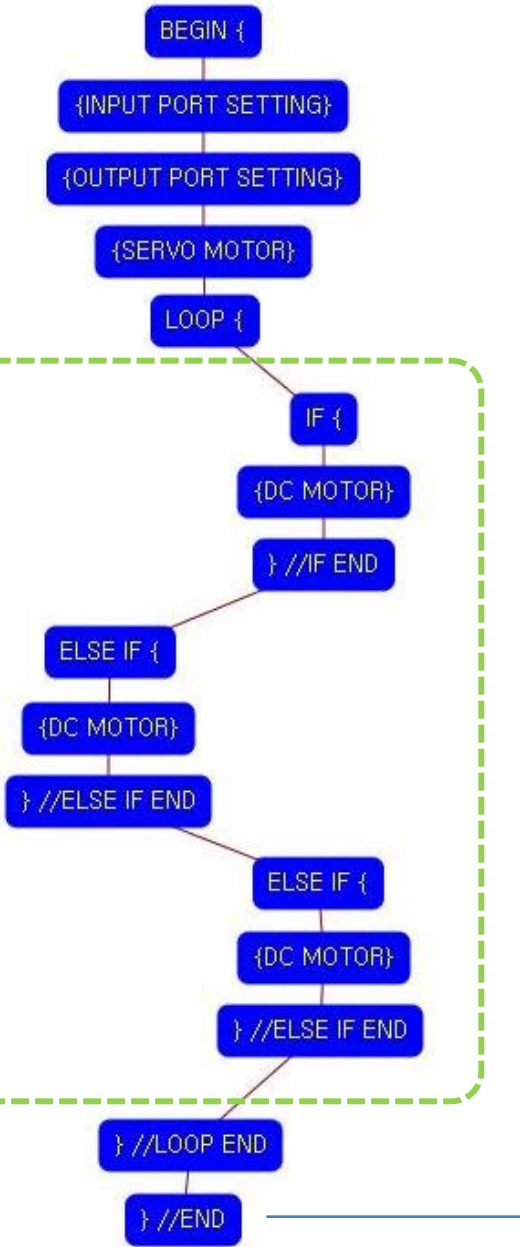 BEGIN {
{INPUT PORT SETTING}
{OUTPUT PORT SETTING}
{SERVO MOTOR}
LOOP {
IF {
{DC MOTOR}
} //IF END
ELSE IF {
{DC MOTOR}
} //ELSE IF END
ELSE IF {
{DC MOTOR}
} //ELSE IF END
} //LOOP END
} //END